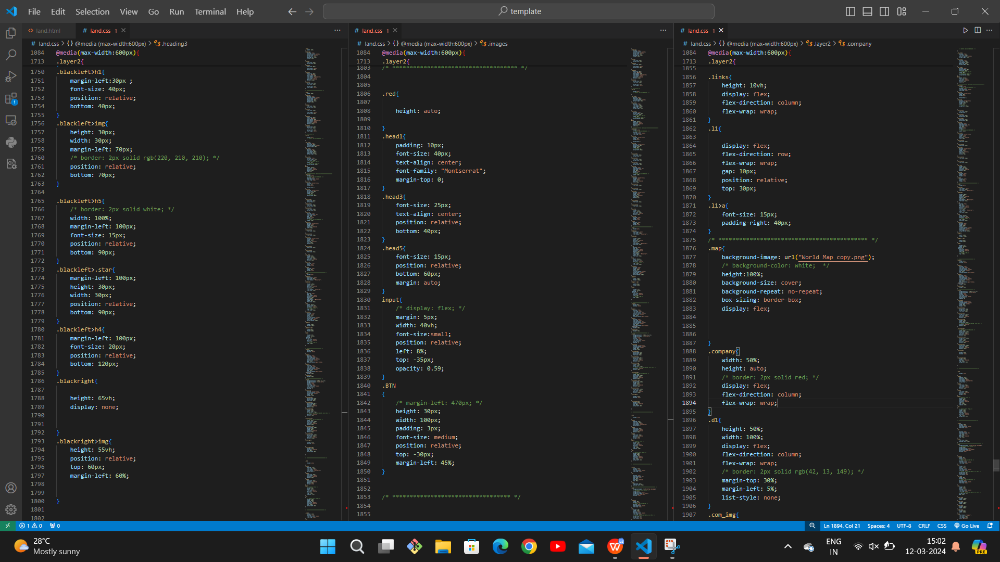 File Edit Selection View Go Run Terminal Help
template
land.html
land.css 1
land.css > {} @media (max-width:600px) > .heading3
1084 @media(max-width:600px){
1713 .layer2{
1750 .blackleft>h1{
1751 margin-left:30px ;
1752 font-size: 40px;
1753 position: relative;
1754 bottom: 40px;
1755 }
1756 .blackleft>img{
1757 height: 30px;
1758 width: 30px;
1759 margin-left: 70px;
1760 /* border: 2px solid rgb(220, 210, 210); */
1761 position: relative;
1762 bottom: 70px;
1763 }
1764
1765 .blackleft>h5{
1766 /* border: 2px solid white; */
1767 width: 100%;
1768 margin-left: 100px;
1769 font-size: 15px;
1770 position: relative;
1771 bottom: 90px;
1772 }
1773 .blackleft>.star{
1774 margin-left: 100px;
1775 height: 30px;
1776 width: 30px;
1777 position: relative;
1778 bottom: 90px;
1779 }
1780 .blackleft>h4{
1781 margin-left: 100px;
1782 font-size: 20px;
1783 position: relative;
1784 bottom: 120px;
1785 }
1786 .blackright{
1787
1788 height: 65vh;
1789 display: none;
1790
1791
1792 }
1793 .blackright>img{
1794 height: 55vh;
1795 position: relative;
1796 top: 60px;
1797 margin-left: 60%;
1798
1799
1800 }
1801
1802
land.css 1
land.css > {} @media (max-width:600px) > .images
1084 @media(max-width:600px){
1713 .layer2{
1803 /* ************************************ */
1804
1805
1806 .red{
1807
1808 height: auto;
1809
1810 }
1811 .head1{
1812 padding: 10px;
1813 font-size: 40px;
1814 text-align: center;
1815 font-family: "Montserrat";
1816 margin-top: 0;
1817 }
1818 .head3{
1819 font-size: 25px;
1820 text-align: center;
1821 position: relative;
1822 bottom: 40px;
1823 }
1824 .head5{
1825 font-size: 15px;
1826 position: relative;
1827 bottom: 60px;
1828 margin: auto;
1829 }
1830 input{
1831 /* display: flex; */
1832 margin: 5px;
1833 width: 40vh;
1834 font-size:small;
1835 position: relative;
1836 left: 8%;
1837 top: -35px;
1838 opacity: 0.59;
1839 }
1840 .BTN
1841 {
1842 /* margin-left: 470px; */
1843 height: 30px;
1844 width: 100px;
1845 padding: 3px;
1846 font-size: medium;
1847 position: relative;
1848 top: -30px;
1849 margin-left: 45%;
1850 }
1851
1852
1853 /* ********************************** */
1854
1855
land.css 1
land.css > {} @media (max-width:600px) > .layer2 > .company
1084 @media(max-width:600px){
1713 .layer2{
1855
1856 .links{
1857 height: 10vh;
1858 display: flex;
1859 flex-direction: column;
1860 flex-wrap: wrap;
1861 }
1862 .l1{
1863
1864 display: flex;
1865 flex-direction: row;
1866 flex-wrap: wrap;
1867 gap: 10px;
1868 position: relative;
1869 top: 30px;
1870 }
1871 .l1>a{
1872 font-size: 15px;
1873 padding-right: 40px;
1874 }
1875 /* ******************************************* */
1876 .map{
1877 background-image: url("World Map copy.png");
1878 /* background-color: white; */
1879 height:100%;
1880 background-size: cover;
1881 background-repeat: no-repeat;
1882 box-sizing: border-box;
1883 display: flex;
1884
1885
1886
1887 }
1888 .company{
1889 width: 50%;
1890 height: auto;
1891 /* border: 2px solid red; */
1892 display: flex;
1893 flex-direction: column;
1894 flex-wrap: wrap;
1895 }
1896 .d1{
1897 height: 50%;
1898 width: 100%;
1899 display: flex;
1900 flex-direction: column;
1901 flex-wrap: wrap;
1902 /* border: 2px solid rgb(42, 13, 149); */
1903 margin-top: 30%;
1904 margin-left: 5%;
1905 list-style: none;
1906 }
1907 .com_img{
1 0 0
Ln 1894, Col 21 Spaces: 4 UTF-8 CRLF CSS Go Live
28°C
Mostly sunny
ENG
IN
15:02
12-03-2024
PRE